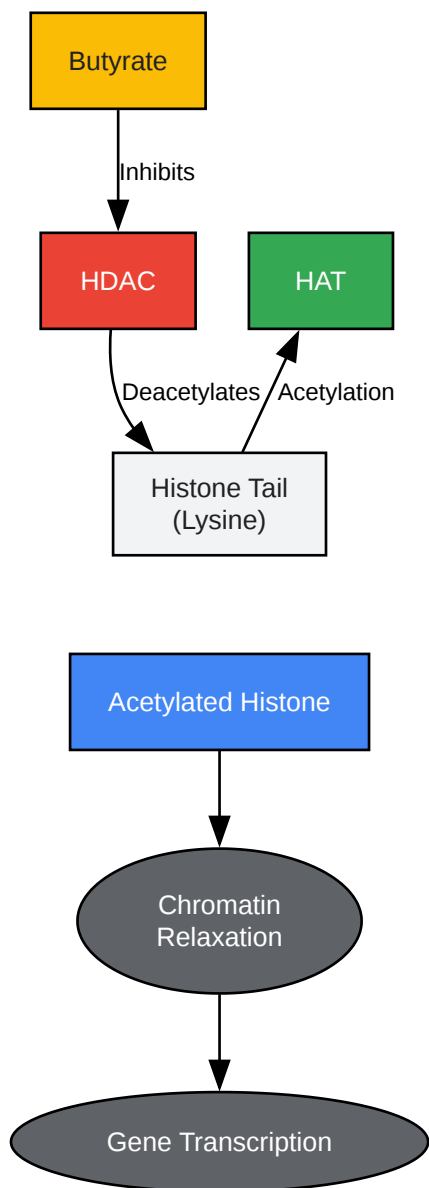 Butyrate
Inhibits
HDAC
HAT
Deacetylates
Acetylation
Histone Tail
(Lysine)
Acetylated Histone
Chromatin
Relaxation
Gene Transcription